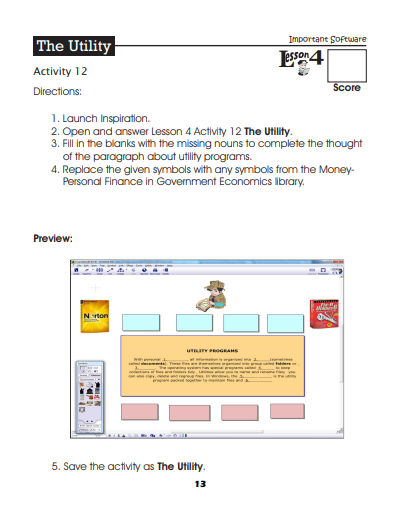 Important Software
The Utility
Lesson 4
Activity 12
Score
Directions:
1. Launch Inspiration.
2. Open and answer Lesson 4 Activity 12 The Utility.
3. Fill in the blanks with the missing nouns to complete the thought
of the paragraph about utility programs.
4. Replace the given symbols with any symbols from the Money-
Personal Finance in Government Economics library.
Preview:
Norton
UTILITY PROGRAMS
With personal 1.________, all information is organized into 2._____(sometimes
called documents). These files are themselves organized into group called folders or
3.________. The operating system has special programs called 4._____ to keep
collections of files and folders tidy. Utilities allow you to name and rename files; you
can also copy, delete and regroup files. In Windows, the 5.__________ is the utility
program packed together to maintain files and 6.__________
5. Save the activity as The Utility.
13